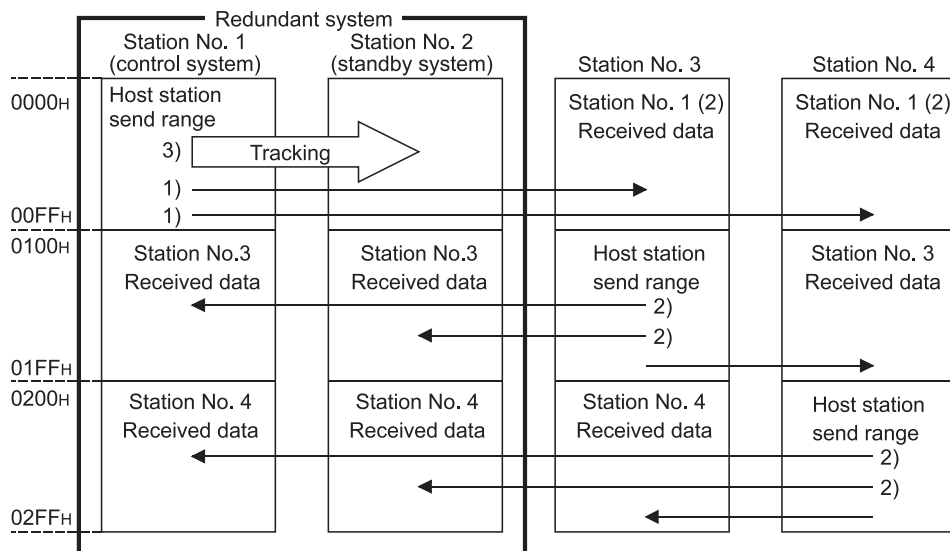 Redundant system
Station No. 1
(control system)
Station No. 2
(standby system)
Station No. 3
Station No. 4
0000H
Host station
send range
3)
Tracking
1)
1)
Station No. 1 (2)
Received data
Station No. 1 (2)
Received data
00FFH
0100H
Station No.3
Received data
Station No.3
Received data
Host station
send range
2)
2)
Station No. 3
Received data
01FFH
0200H
Station No. 4
Received data
Station No. 4
Received data
Station No. 4
Received data
Host station
send range
2)
2)
02FFH